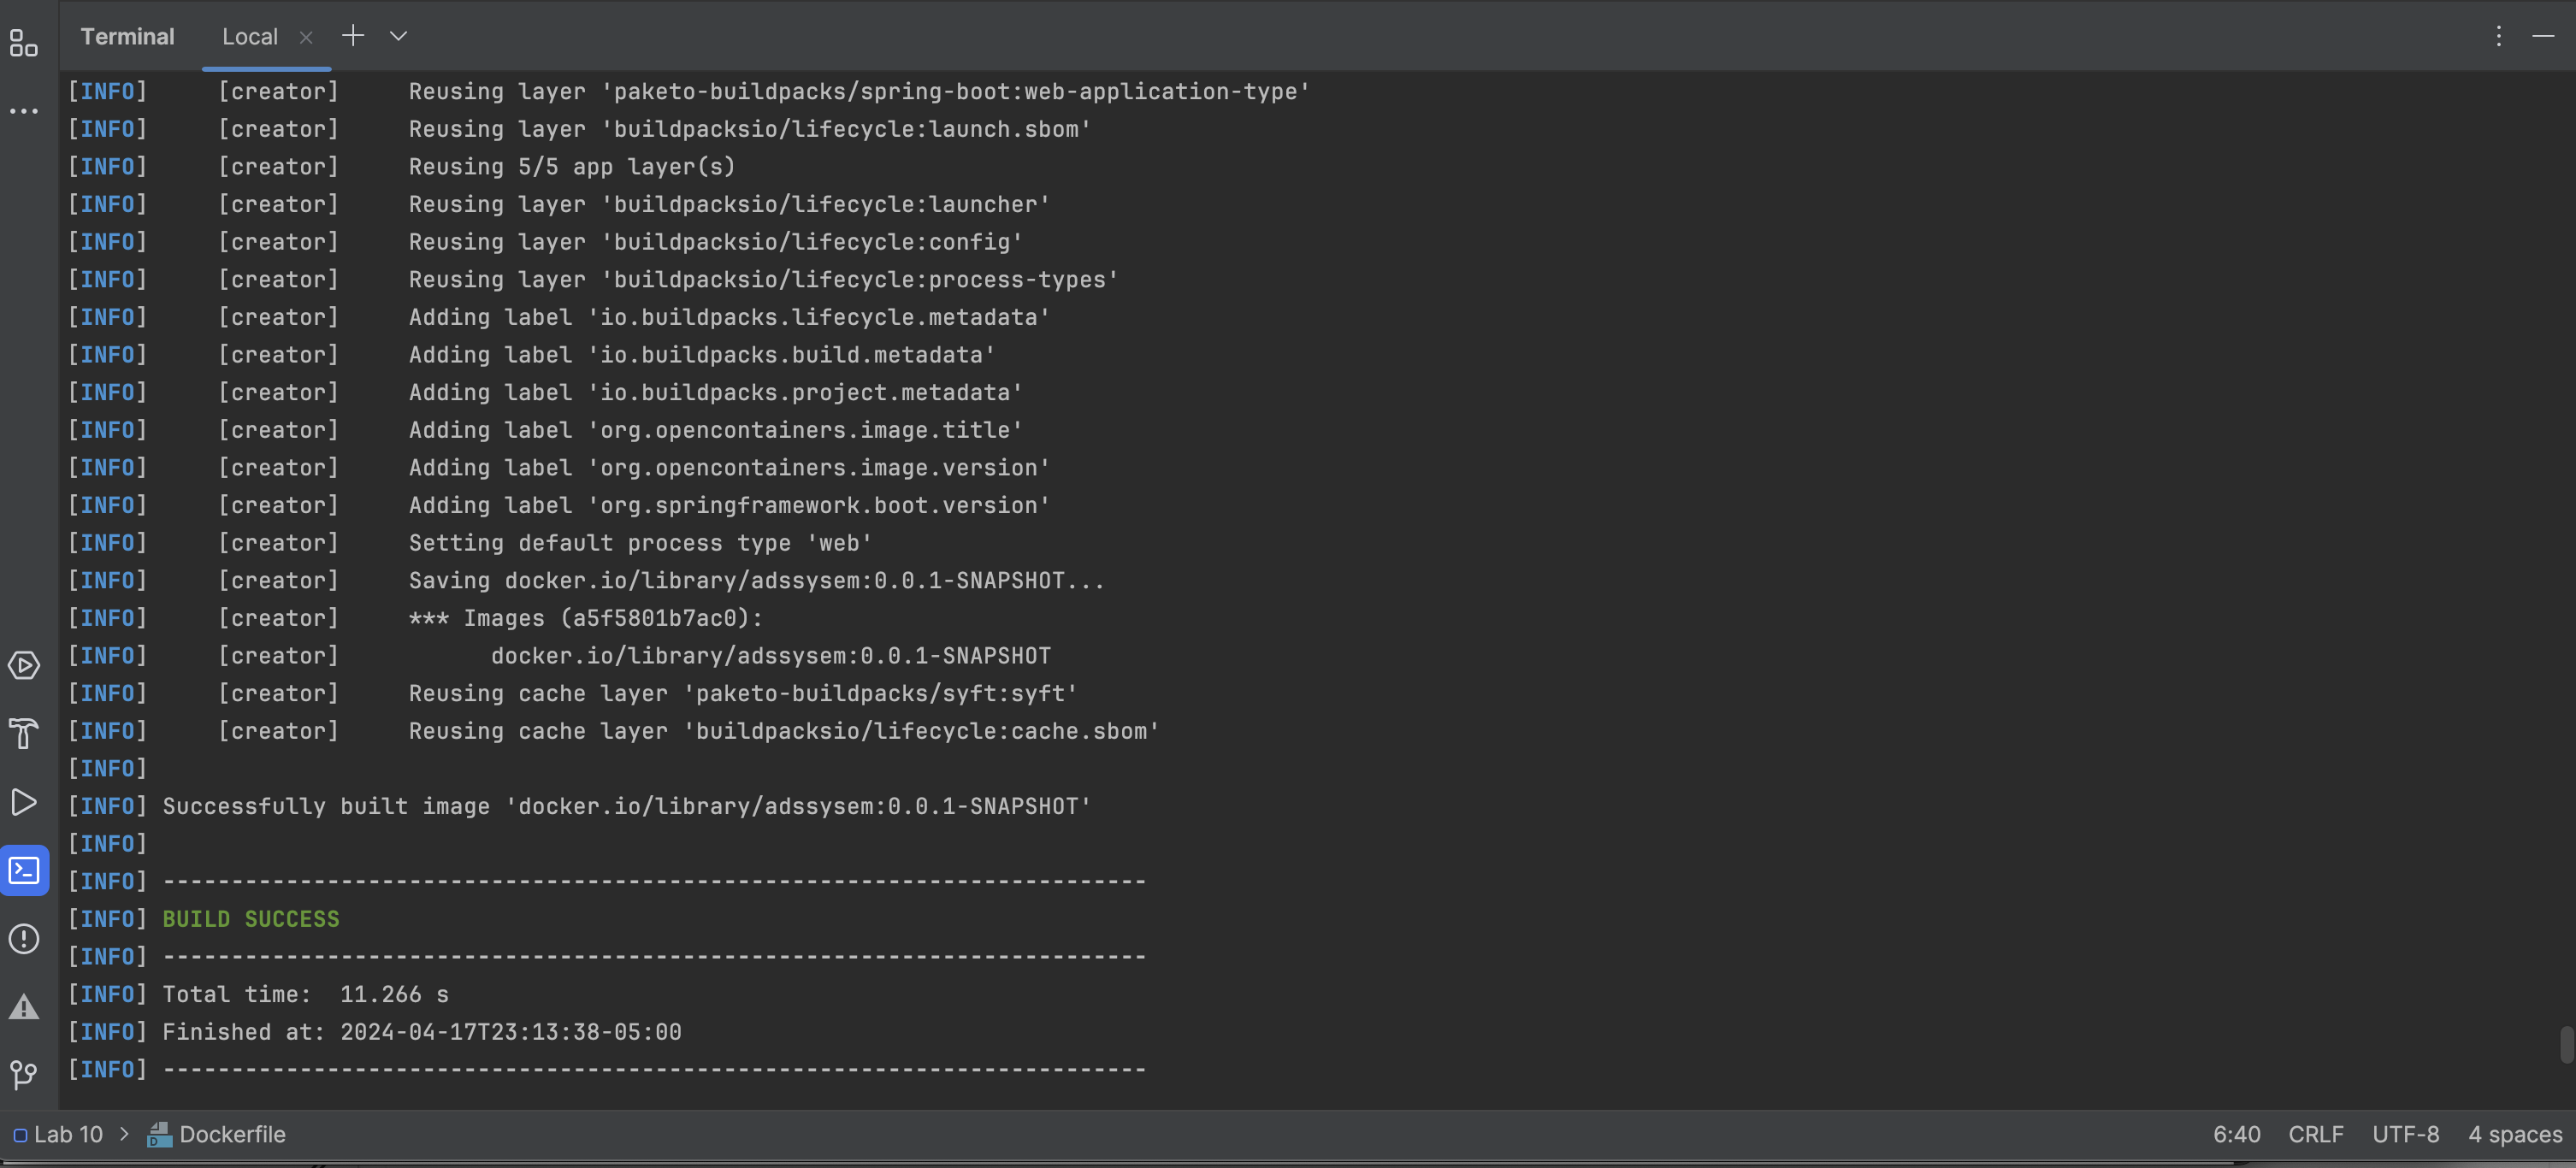 Terminal Local
[INFO] [creator] Reusing layer 'paketo-buildpacks/spring-boot:web-application-type'
[INFO] [creator] Reusing layer 'buildpacksio/lifecycle:launch.sbom'
[INFO] [creator] Reusing 5/5 app layer(s)
[INFO] [creator] Reusing layer 'buildpacksio/lifecycle:launcher'
[INFO] [creator] Reusing layer 'buildpacksio/lifecycle:config'
[INFO] [creator] Reusing layer 'buildpacksio/lifecycle:process-types'
[INFO] [creator] Adding label 'io.buildpacks.lifecycle.metadata'
[INFO] [creator] Adding label 'io.buildpacks.build.metadata'
[INFO] [creator] Adding label 'io.buildpacks.project.metadata'
[INFO] [creator] Adding label 'org.opencontainers.image.title'
[INFO] [creator] Adding label 'org.opencontainers.image.version'
[INFO] [creator] Adding label 'org.springframework.boot.version'
[INFO] [creator] Setting default process type 'web'
[INFO] [creator] Saving docker.io/library/adssysem:0.0.1-SNAPSHOT...
[INFO] [creator] *** Images (a5f5801b7ac0):
[INFO] [creator] docker.io/library/adssysem:0.0.1-SNAPSHOT
[INFO] [creator] Reusing cache layer 'paketo-buildpacks/syft:syft'
[INFO] [creator] Reusing cache layer 'buildpacksio/lifecycle:cache.sbom'
[INFO]
[INFO] Successfully built image 'docker.io/library/adssysem:0.0.1-SNAPSHOT'
[INFO]
[INFO] ------------------------------------------------------------------------
[INFO] BUILD SUCCESS
[INFO] ------------------------------------------------------------------------
[INFO] Total time:  11.266 s
[INFO] Finished at: 2024-04-17T23:13:38-05:00
[INFO] ------------------------------------------------------------------------
Lab 10 > Dockerfile 6:40 CRLF UTF-8 4 spaces